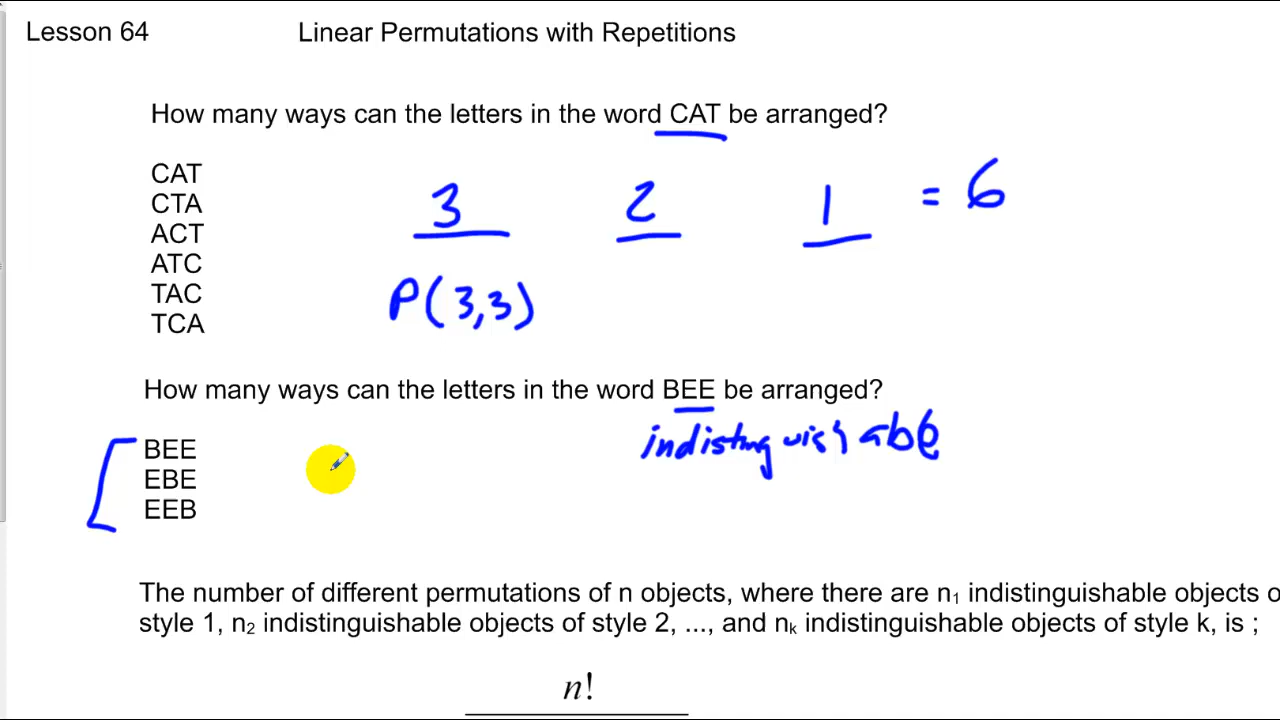 Lesson 64 Linear Permutations with Repetitions
How many ways can the letters in the word CAT be arranged?
CAT
CTA
ACT
ATC
TAC
TCA
3 2 1 = 6
P(3,3)
How many ways can the letters in the word BEE be arranged?
indistinguishable
BEE
EBE
EEB
The number of different permutations of n objects, where there are n₁ indistinguishable objects o
style 1, n₂ indistinguishable objects of style 2, ..., and nₖ indistinguishable objects of style k, is ;
n!